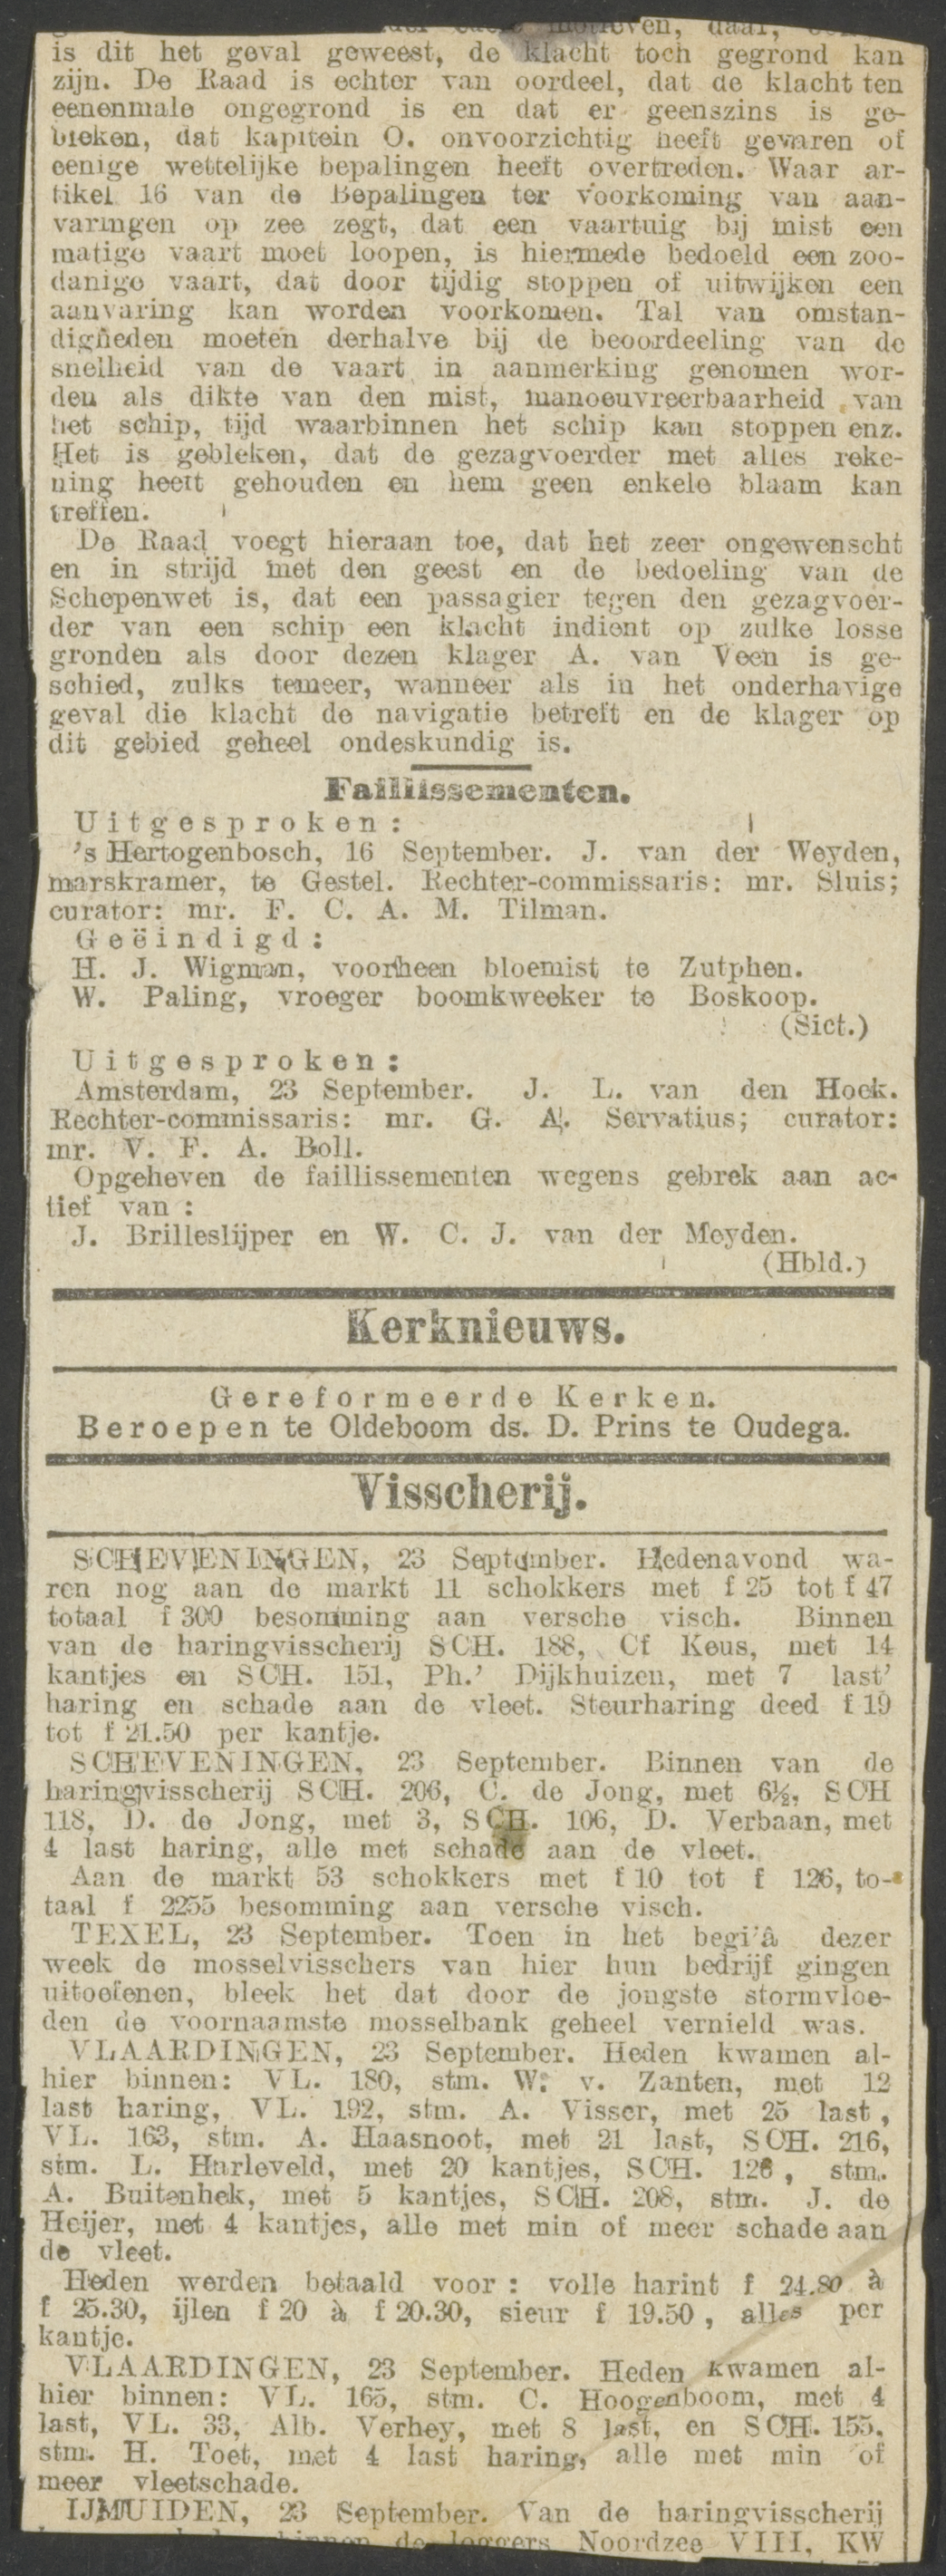 motieven, daar,
is dit het geval geweest, de klacht toch gegrond kan
zijn. De Raad is echter van oordeel, dat de klacht ten
eenenmale ongegrond is en dat er geenszins is ge-
bleken, dat kapitein O. onvoorzichtig heeft gevaren of
eenige wettelijke bepalingen heeft overtreden. Waar ar-
tikel 16 van de Bepalingen ter voorkoming van aan-
varingen op zee zegt, dat een vaartuig bij mist een
matige vaart moet loopen, is hiermede bedoeld een zoo-
danige vaart, dat door tijdig stoppen of uitwijken een
aanvaring kan worden voorkomen. Tal van omstan-
digheden moeten derhalve bij de beoordeeling van de
snelheid van de vaart in aanmerking genomen wor-
den als dikte van den mist, manoeuvreerbaarheid van
het schip, tijd waarbinnen het schip kan stoppen enz.
Het is gebleken, dat de gezagvoerder met alles reke-
ning heeft gehouden en hem geen enkele blaam kan
treffen.
De Raad voegt hieraan toe, dat het zeer ongewenscht
en in strijd met den geest en de bedoeling van de
Schepenwet is, dat een passagier tegen den gezagvoer-
der van een schip een klacht indient op zulke losse
gronden als door dezen klager A. van Veen is ge-
schied, zulks temeer, wanneer als in het onderhavige
geval die klacht de navigatie betreft en de klager op
dit gebied geheel ondeskundig is.
Faillissementen.
Uitgesproken:
's Hertogenbosch, 16 September. J. van der Weyden,
marskramer, te Gestel. Rechter-commissaris: mr. Sluis;
curator: mr. F. C. A. M. Tilman.
Geëindigd:
H. J. Wigman, voorheen bloemist te Zutphen.
W. Paling, vroeger boomkweeker te Boskoop.
(Sict.)
Uitgesproken:
Amsterdam, 23 September. J. L. van den Hoek.
Rechter-commissaris: mr. G. A. Servatius; curator:
mr. V. F. A. Boll.
Opgeheven de faillissementen wegens gebrek aan ac-
tief van :
J. Brilleslijper en W. C. J. van der Meyden.
(Hbld.)
Kerknieuws.
Gereformeerde Kerken.
Beroepen te Oldeboom ds. D. Prins te Oudega.
Visscherij.
SCHEVENINGEN, 23 September. Hedenavond wa-
ren nog aan de markt 11 schokkers met f 25 tot f 47
totaal f 300 besomming aan versche visch. Binnen
van de haringvisscherij SCH. 188, Cf Keus, met 14
kantjes en SCH. 151, Ph.' Dijkhuizen, met 7 last'
haring en schade aan de vleet. Steurharing deed f 19
tot f 21.50 per kantje.
SCHEVENINGEN, 23 September. Binnen van de
haringvisscherij SCH. 206, C. de Jong, met 6½, SCH
118, D. de Jong, met 3, SCH. 106, D. Verbaan, met
4 last haring, alle met schade aan de vleet.
Aan de markt 53 schokkers met f 10 tot f 126, to-
taal f 2255 besomming aan versche visch.
TEXEL, 23 September. Toen in het begi'â dezer
week de mosselvisschers van hier hun bedrijf gingen
uitoefenen, bleek het dat door de jongste stormvloe-
den de voornaamste mosselbank geheel vernield was.
VLAARDINGEN, 23 September. Heden kwamen al-
hier binnen: VL. 180, stm. W. v. Zanten, met 12
last haring, VL. 192, stm. A. Visser, met 25 last,
VL. 163, stm. A. Haasnoot, met 21 last, SCH. 216,
stm. L. Harleveld, met 20 kantjes, SCH. 126, stm.
A. Buitenhek, met 5 kantjes, SCH. 208, stm. J. de
Heijer, met 4 kantjes, alle met min of meer schade aan
de vleet.
Heden werden betaald voor : volle harint f 24.80 à
f 25.30, ijlen f 20 à f 20.30, sieur f 19.50, alles per
kantje.
VLAARDINGEN, 23 September. Heden kwamen al-
hier binnen: VL. 165, stm. C. Hoogenboom, met 4
last, VL. 33, Alb. Verhey, met 8 last, en SCH. 155,
stm. H. Toet, met 4 last haring, alle met min of
meer vleetschade.
IJMUIDEN, 23 September. Van de haringvisscherij
binnen de loggers Noordzee VIII, KW